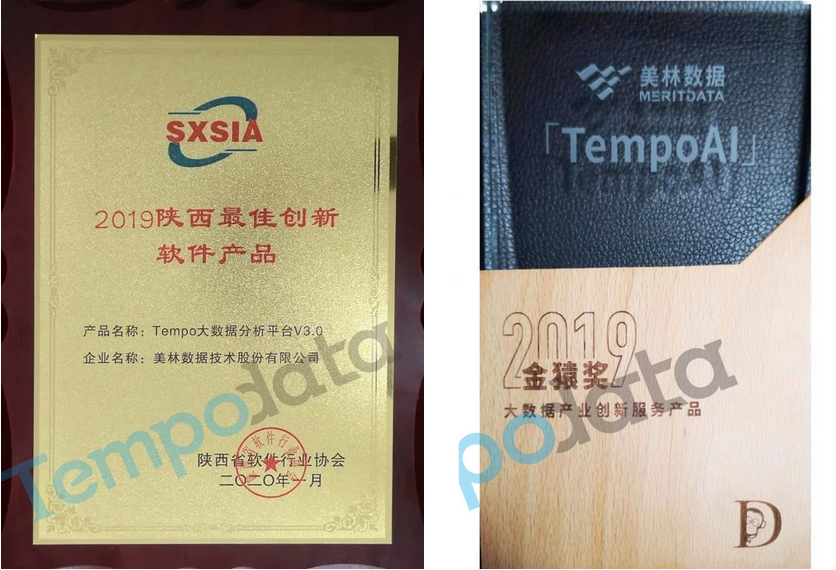 SXSIA
2019陕西最佳创新
软件产品
产品名称：Tempo大数据分析平台V3.0
企业名称：美林数据技术股份有限公司
陕西省软件行业协会
二〇二〇年一月
Tempodata
美林数据
MERITDATA
「TempoAI」
2019
金猿奖
大数据产业创新服务产品
podata
D